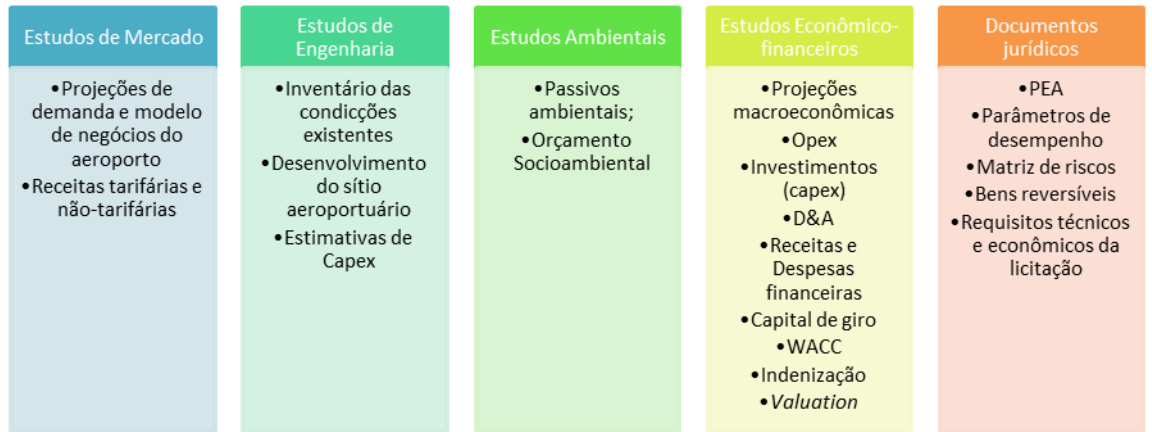 Estudos de Mercado
•Projeções de
demanda e modelo
de negócios do
aeroporto
•Receitas tarifárias e
não-tarifárias
Estudos de
Engenharia
•Inventário das
condicções
existentes
•Desenvolvimento
do sítio
aeroportuário
•Estimativas de
Capex
Estudos Ambientais
•Passivos
ambientais;
•Orçamento
Socioambiental
Estudos Econômico-
financeiros
•Projeções
macroeconômicas
•Opex
•Investimentos
(capex)
•D&A
•Receitas e
Despesas
financeiras
•Capital de giro
•WACC
•Indenização
•Valuation
Documentos
jurídicos
•PEA
•Parâmetros de
desempenho
•Matriz de riscos
•Bens reversíveis
•Requisitos técnicos
e econômicos da
licitação